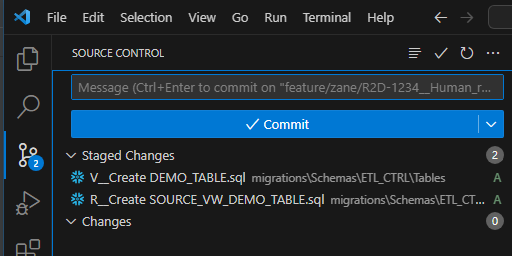 File Edit Selection View Go Run Terminal Help
SOURCE CONTROL
Message (Ctrl+Enter to commit on "feature/zane/R2D-1234__Human_r...
Commit
Staged Changes 2
V__Create DEMO_TABLE.sql migrations\Schemas\ETL_CTRL\Tables A
2
R__Create SOURCE_VW_DEMO_TABLE.sql migrations\Schemas\ETL_CT... A
Changes 0